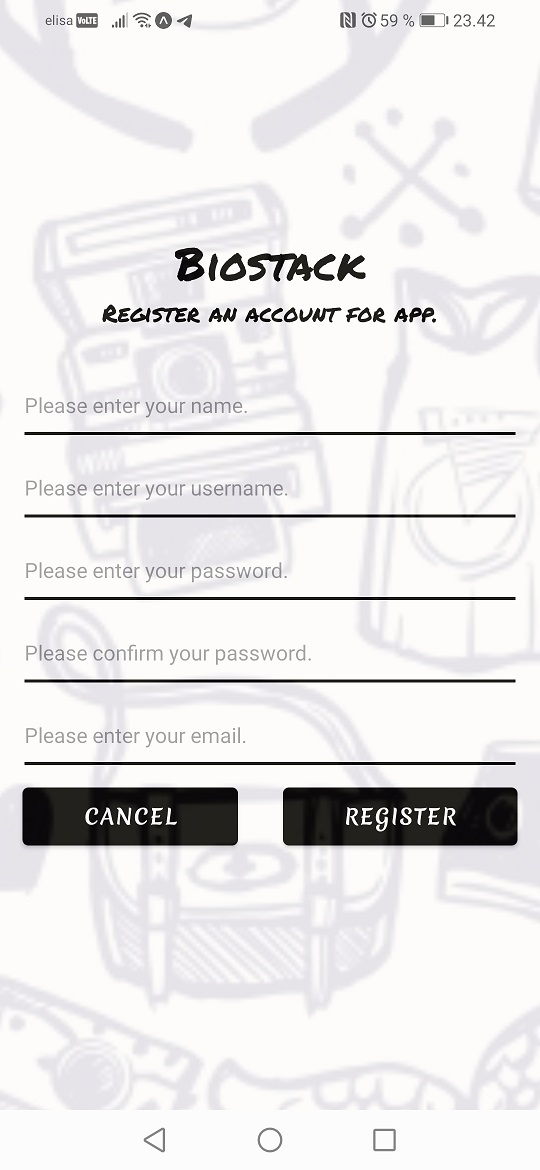 elisa VoLTE 59 % 23.42
Biostack
Register an account for app.
Please enter your name.
Please enter your username.
Please enter your password.
Please confirm your password.
Please enter your email.
CANCEL REGISTER